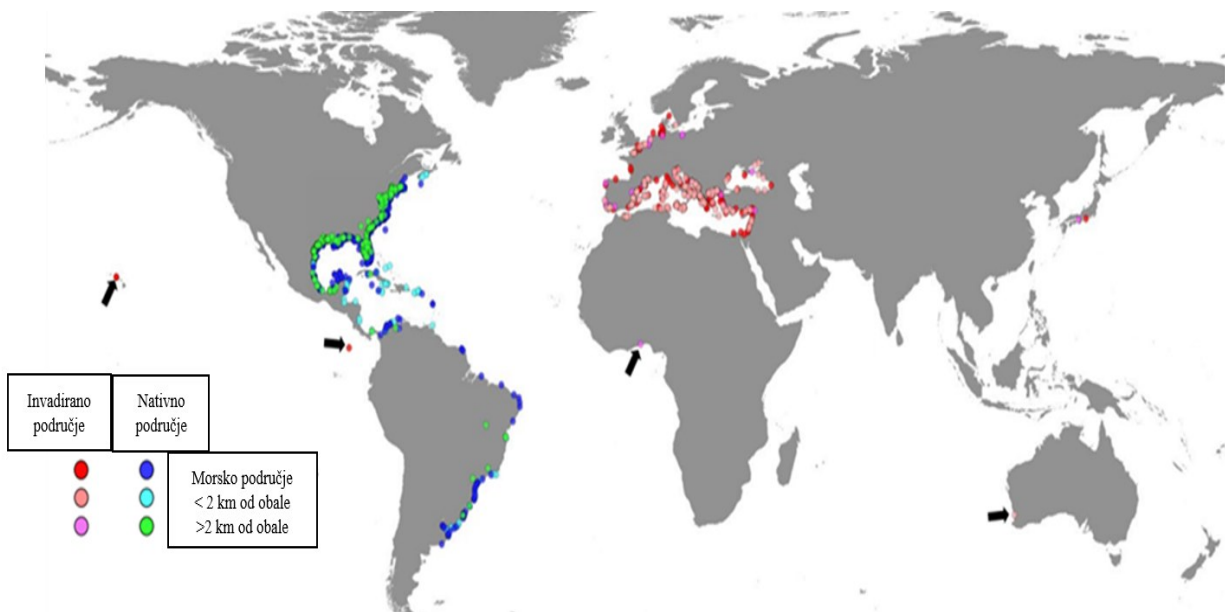 Invadirano
područje
Nativno
područje
Morsko područje
< 2 km od obale
>2 km od obale